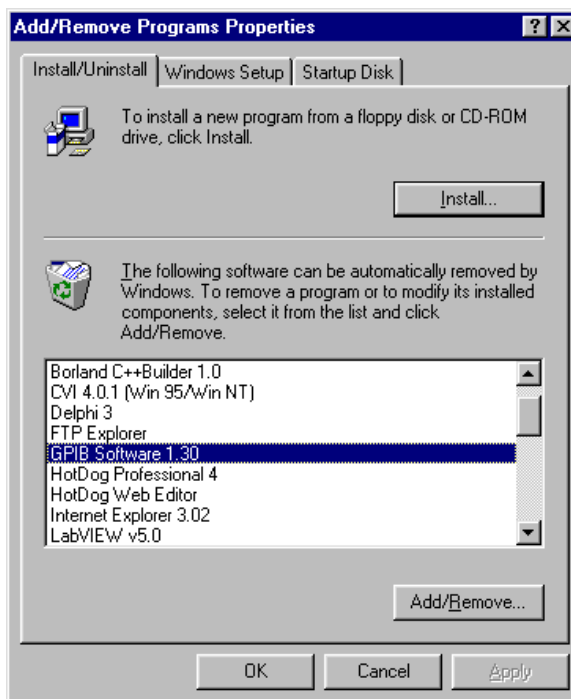 Add/Remove Programs Properties
Install/Uninstall
Windows Setup
Startup Disk
To install a new program from a floppy disk or CD-ROM
drive, click Install.
Install...
The following software can be automatically removed by
Windows. To remove a program or to modify its installed
components, select it from the list and click
Add/Remove.
Borland C++Builder 1.0
CVI 4.0.1 (Win 95/Win NT)
Delphi 3
FTP Explorer
GPIB Software 1.30
HotDog Professional 4
HotDog Web Editor
Internet Explorer 3.02
LabVIEW v5.0
Add/Remove...
OK
Cancel
Apply